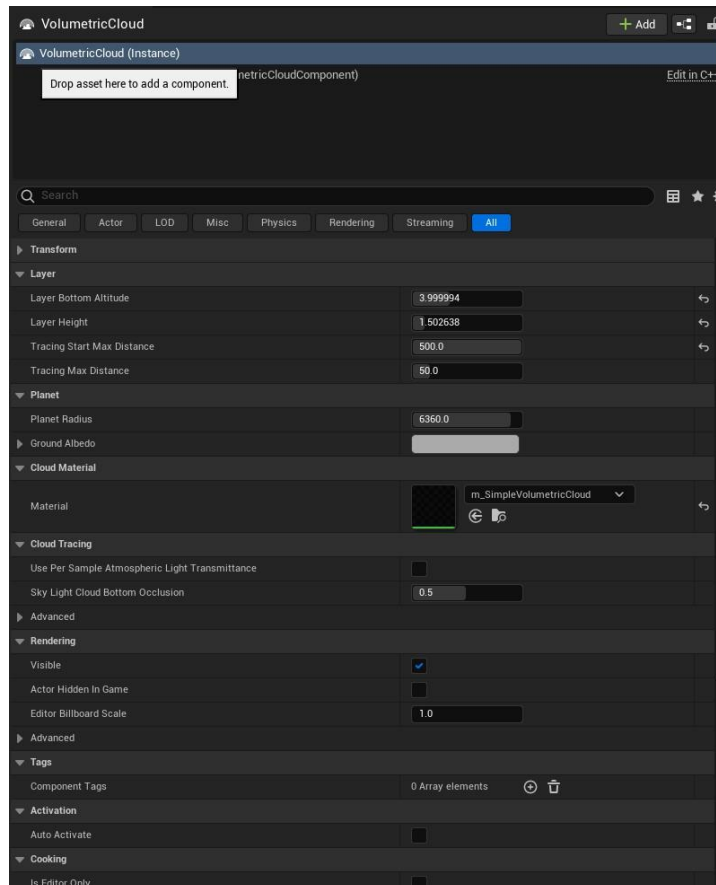 VolumetricCloud
Add
VolumetricCloud (Instance)
Drop asset here to add a component.
netricCloudComponent)
Edit in C++
Search
General Actor LOD Misc Physics Rendering Streaming All
Transform
Layer
Layer Bottom Altitude 3.999994
Layer Height 1.502638
Tracing Start Max Distance 500.0
Tracing Max Distance 50.0
Planet
Planet Radius 6360.0
Ground Albedo
Cloud Material
Material m_SimpleVolumetricCloud
Cloud Tracing
Use Per Sample Atmospheric Light Transmittance
Sky Light Cloud Bottom Occlusion 0.5
Advanced
Rendering
Visible
Actor Hidden In Game
Editor Billboard Scale 1.0
Advanced
Tags
Component Tags 0 Array elements
Activation
Auto Activate
Cooking
Is Editor Only